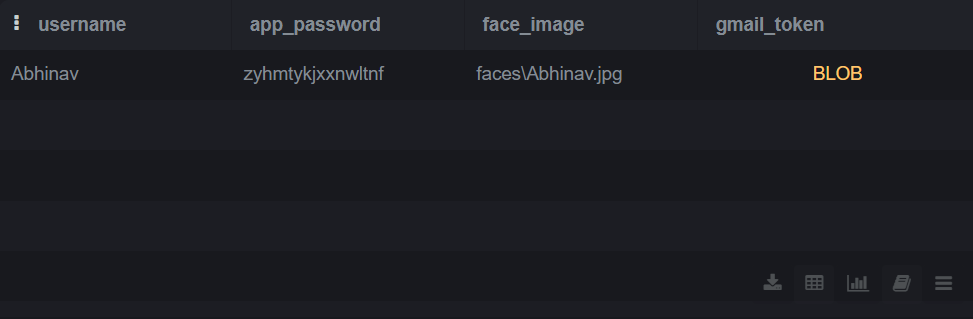 username app_password face_image gmail_token
Abhinav zyhmtykjxxnwltnf faces\Abhinav.jpg BLOB